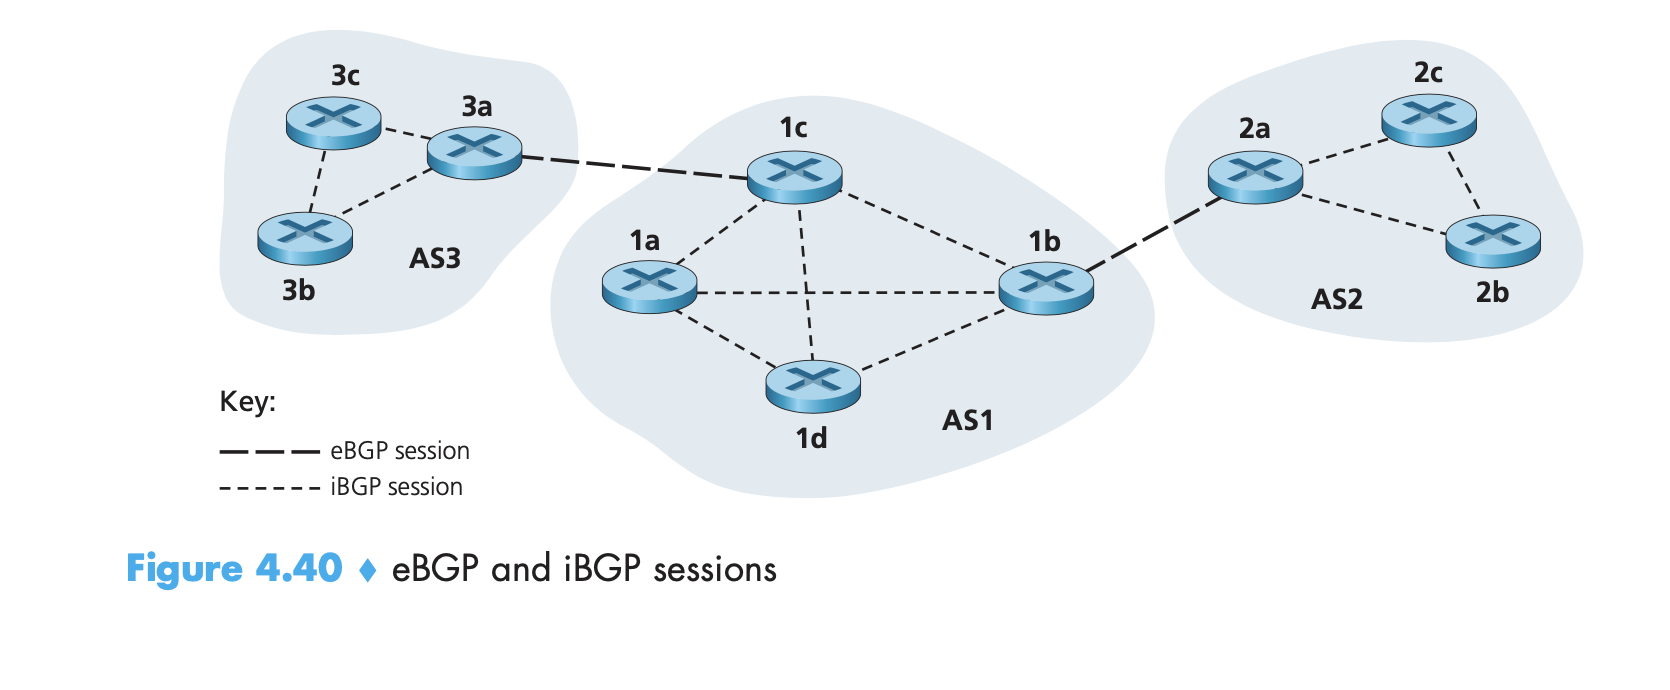 3c
3a
3b
AS3
1c
1a
1b
1d
AS1
2c
2a
2b
AS2
Key:
eBGP session
iBGP session
Figure 4.40 ♦ eBGP and iBGP sessions